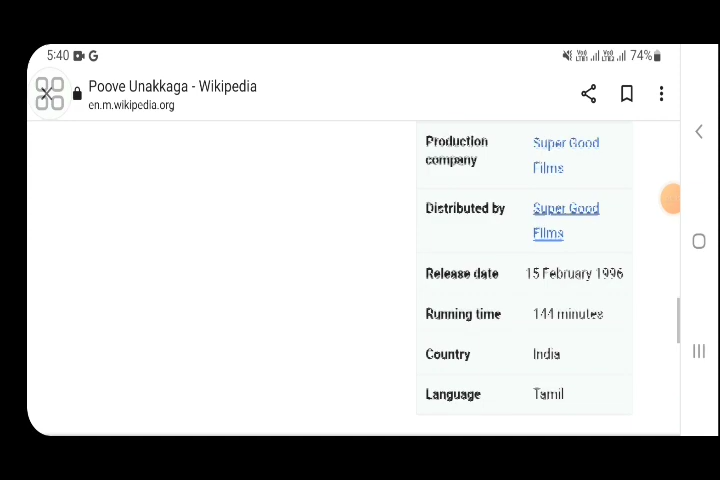 5:40 G 74%
Poove Unakkaga - Wikipedia
en.m.wikipedia.org
Production Super Good
company Films
Distributed by Super Good
Films
Release date 15 February 1996
Running time 144 minutes
Country India
Language Tamil